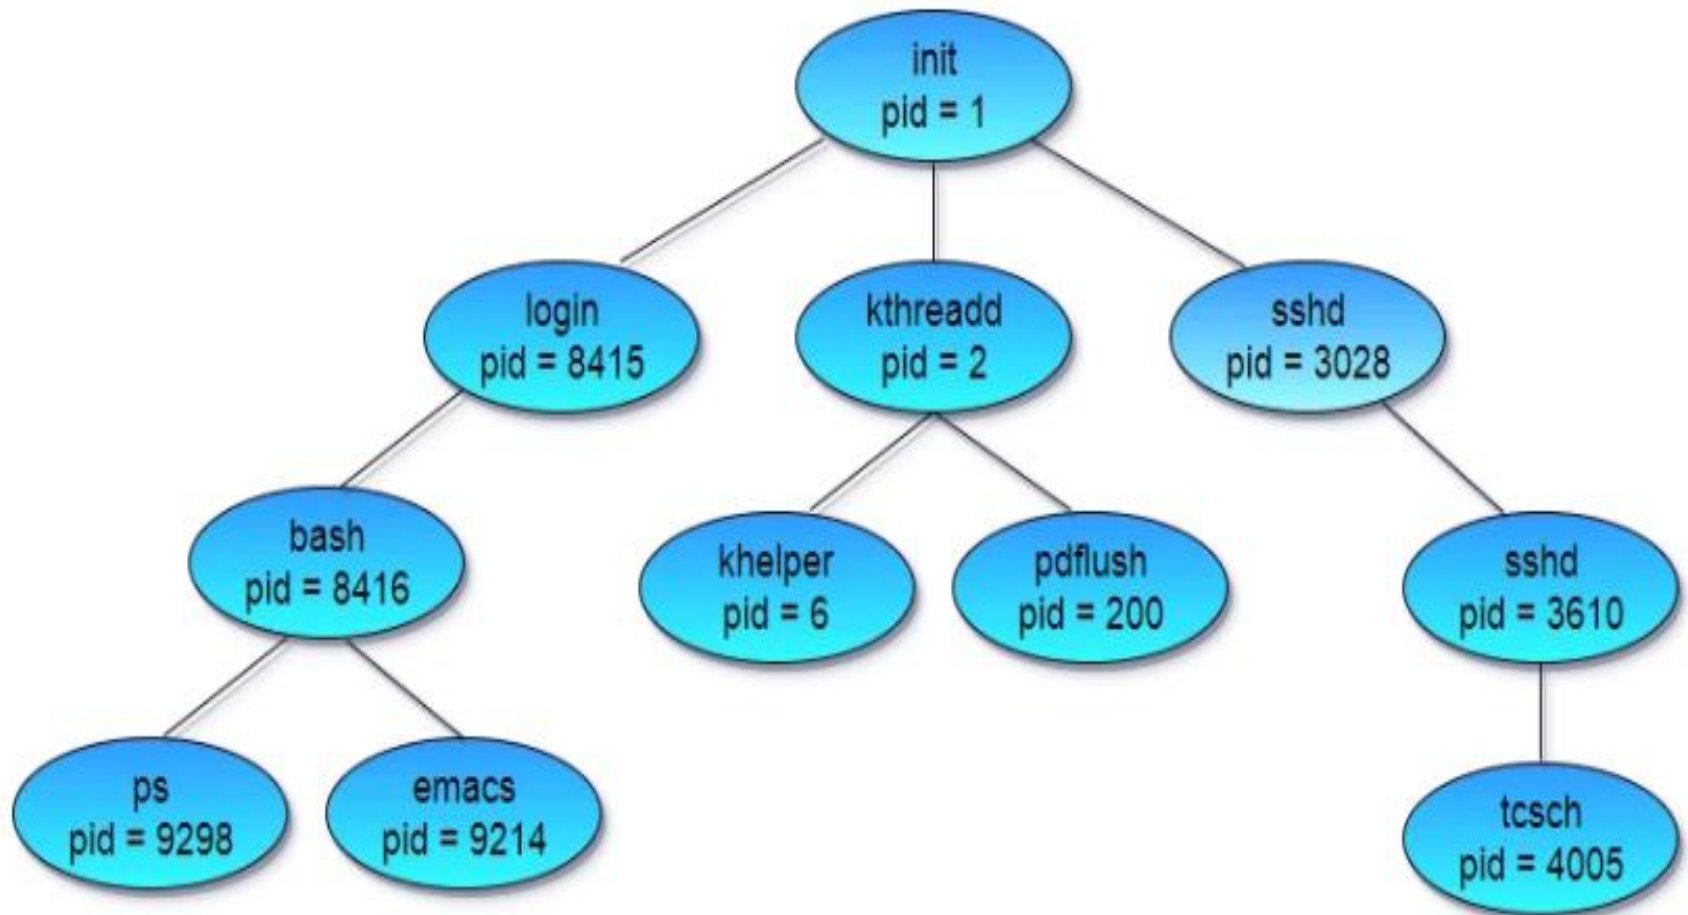 init
pid = 1
login
pid = 8415
kthreadd
pid = 2
sshd
pid = 3028
bash
pid = 8416
khelper
pid = 6
pdflush
pid = 200
sshd
pid = 3610
ps
pid = 9298
emacs
pid = 9214
tcsch
pid = 4005